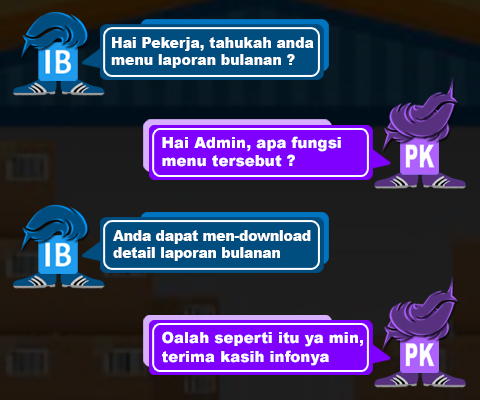 IB
Hai Pekerja, tahukah anda
menu laporan bulanan ?
Hai Admin, apa fungsi
menu tersebut ?
PK
IB
Anda dapat men-download
detail laporan bulanan
Oalah seperti itu ya min,
terima kasih infonya
PK